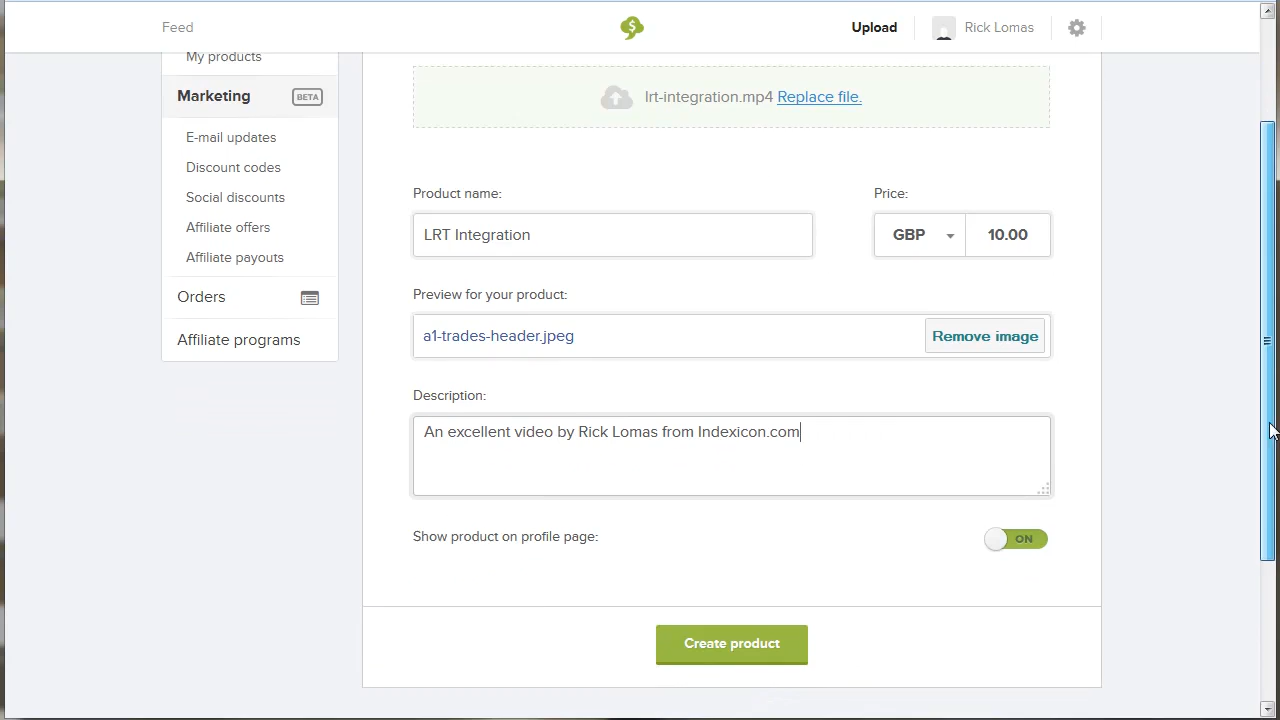 Feed
$
Upload
Rick Lomas
My products
Marketing
BETA
E-mail updates
Discount codes
Social discounts
Affiliate offers
Affiliate payouts
Orders
Affiliate programs
lrt-integration.mp4 Replace file.
Product name:
Price:
LRT Integration
GBP
10.00
Preview for your product:
a1-trades-header.jpeg
Remove image
Description:
An excellent video by Rick Lomas from Indexicon.com
Show product on profile page:
ON
Create product